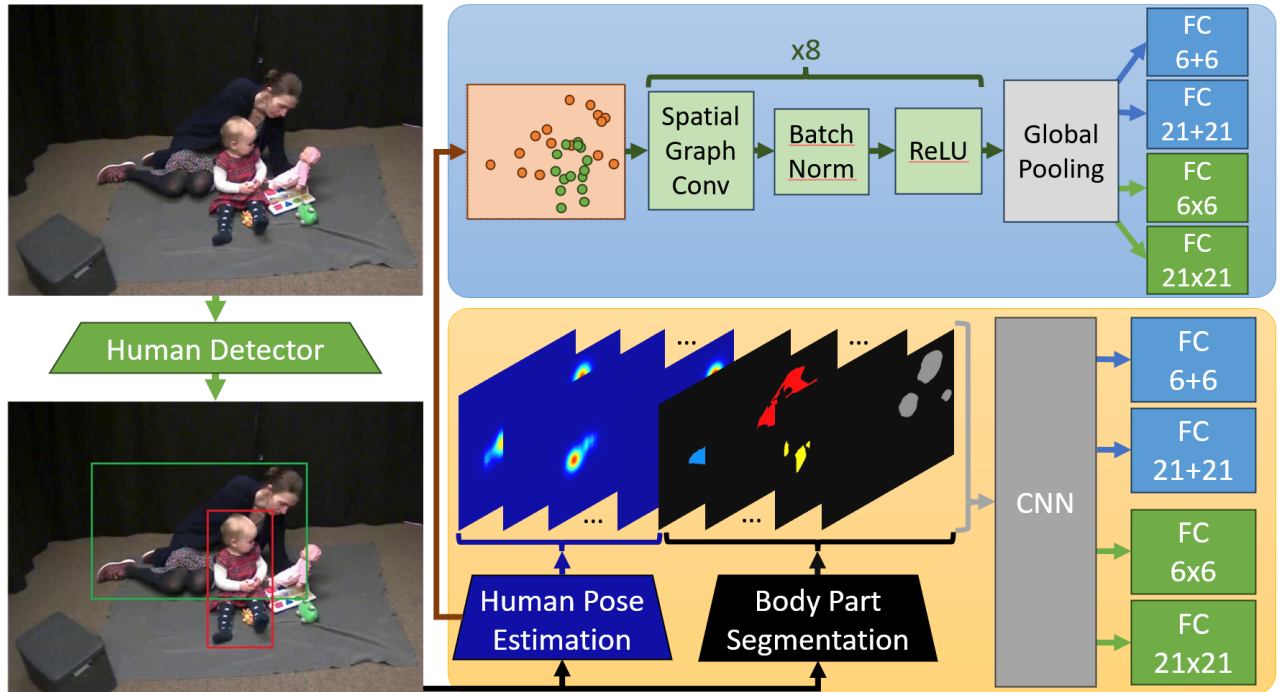 Human Detector
x8
Spatial
Graph
Conv
Batch
Norm
ReLU
Global
Pooling
FC
6+6
FC
21+21
FC
6x6
FC
21x21
...
...
...
...
Human Pose
Estimation
Body Part
Segmentation
CNN
FC
6+6
FC
21+21
FC
6x6
FC
21x21